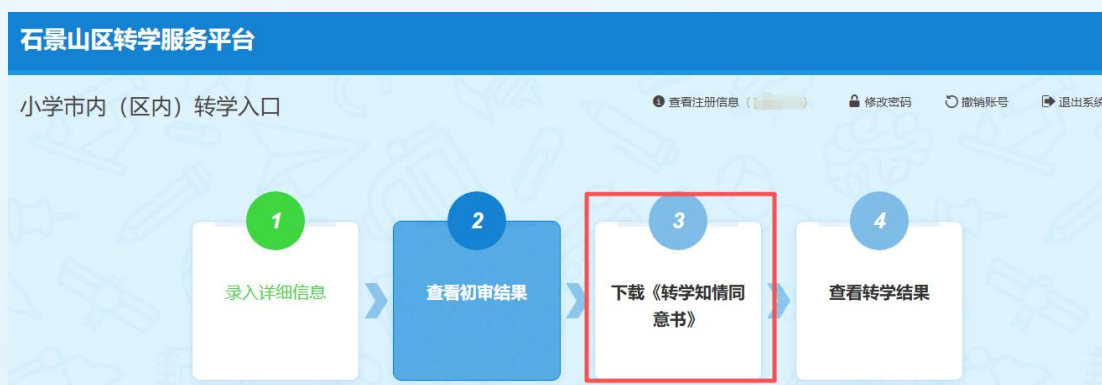 石景山区转学服务平台
小学市内（区内）转学入口
查看注册信息（
）
修改密码
撤销账号
退出系统
1
2
3
4
录入详细信息
查看初审结果
下载《转学知情同
意书》
查看转学结果